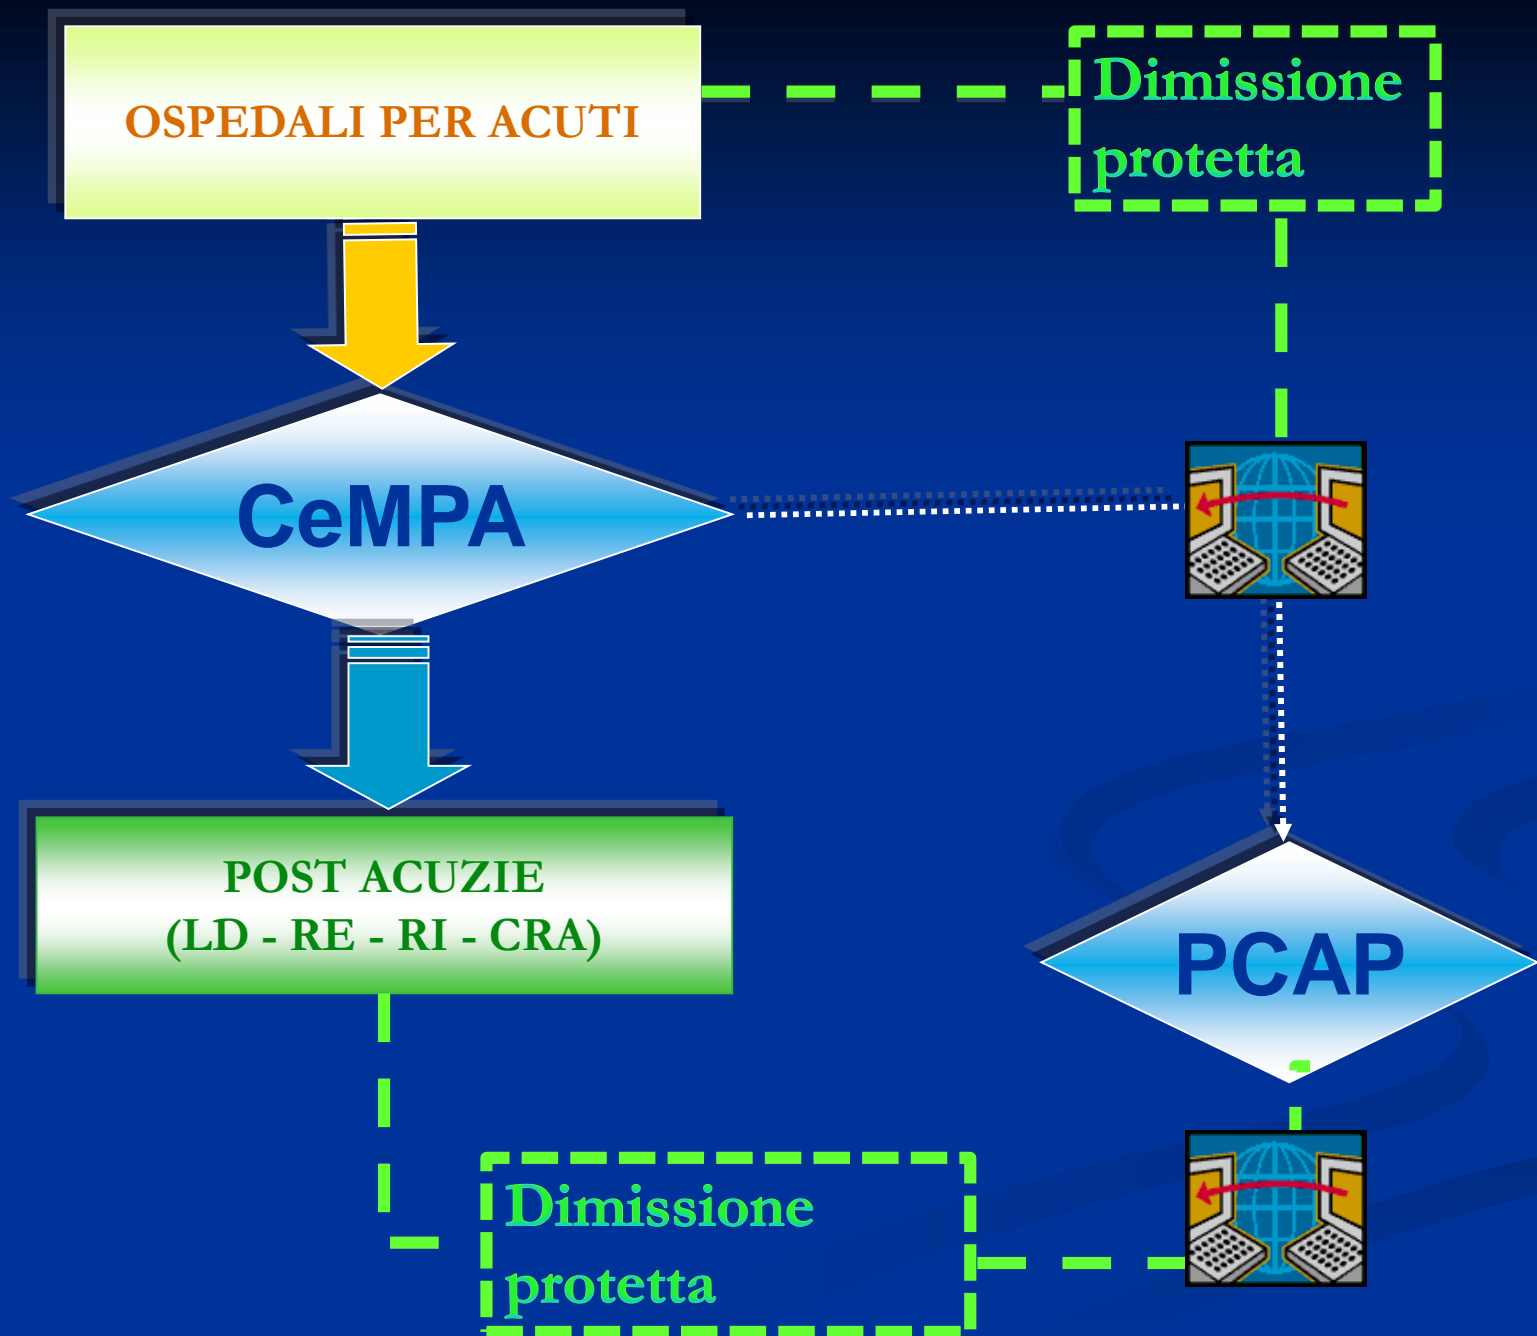 OSPEDALI PER ACUTI
Dimissione
protetta
CeMPA
POST ACUZIE
(LD - RE - RI - CRA)
PCAP
Dimissione
protetta